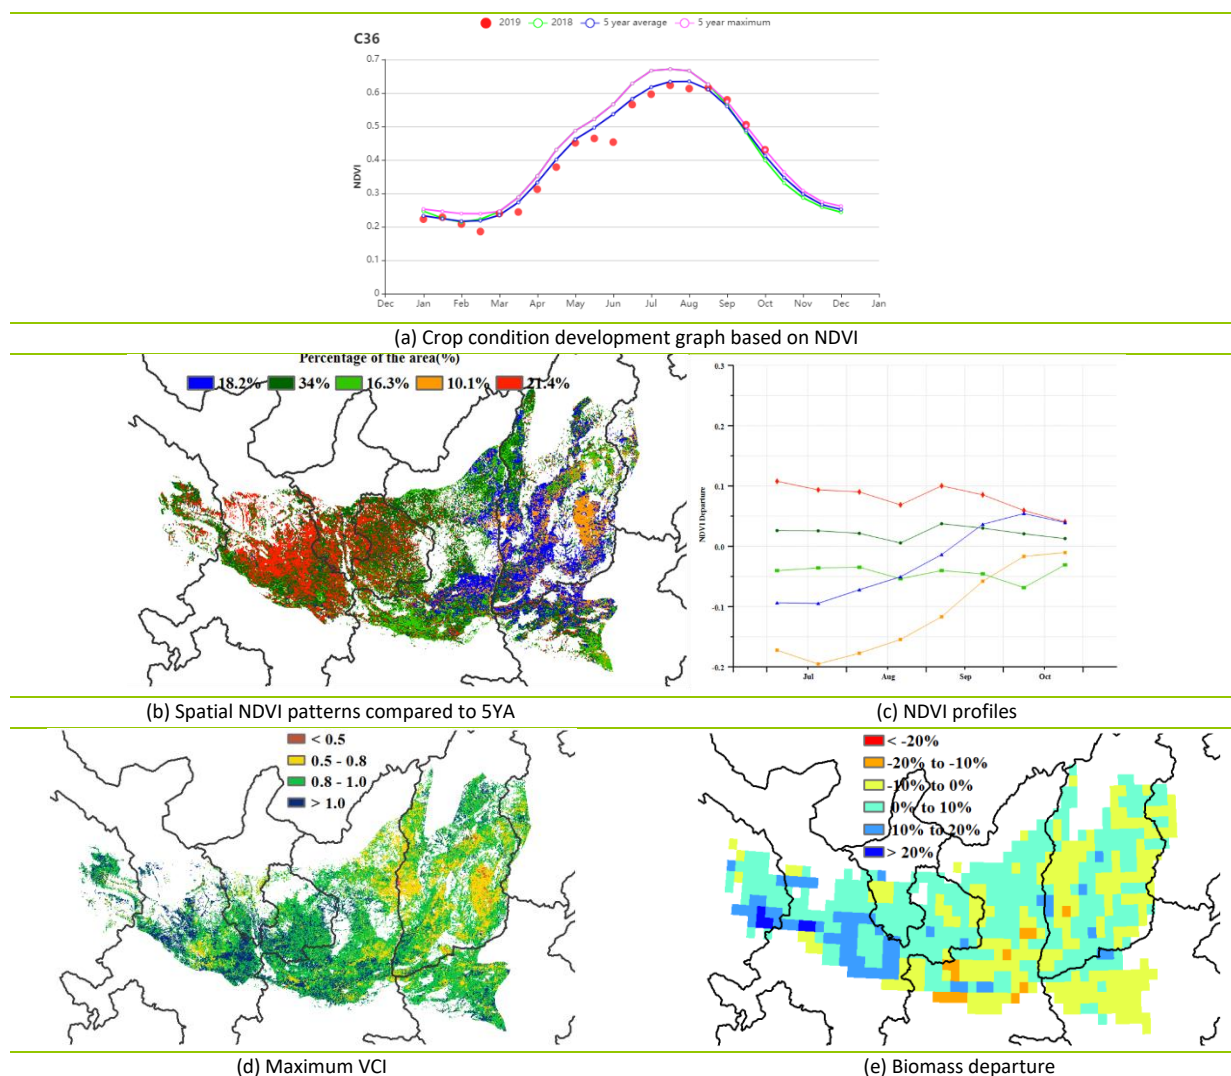 2019 2018 5 year average 5 year maximum
C36
0.7
0.6
0.5
0.4
0.3
0.2
0.1
0
NDVI
Dec Jan Feb Mar Apr May Jun Jul Aug Sep Oct Nov Dec Jan
(a) Crop condition development graph based on NDVI
Percentage of the area(%)
18.2% 34% 16.3% 10.1% 21.4%
0.3
0.2
0.1
0.0
-0.1
-0.2
NDVI Departure
Jul Aug Sep Oct
(b) Spatial NDVI patterns compared to 5YA
(c) NDVI profiles
< 0.5
0.5 - 0.8
0.8 - 1.0
> 1.0
< -20%
-20% to -10%
-10% to 0%
0% to 10%
10% to 20%
> 20%
(d) Maximum VCI
(e) Biomass departure